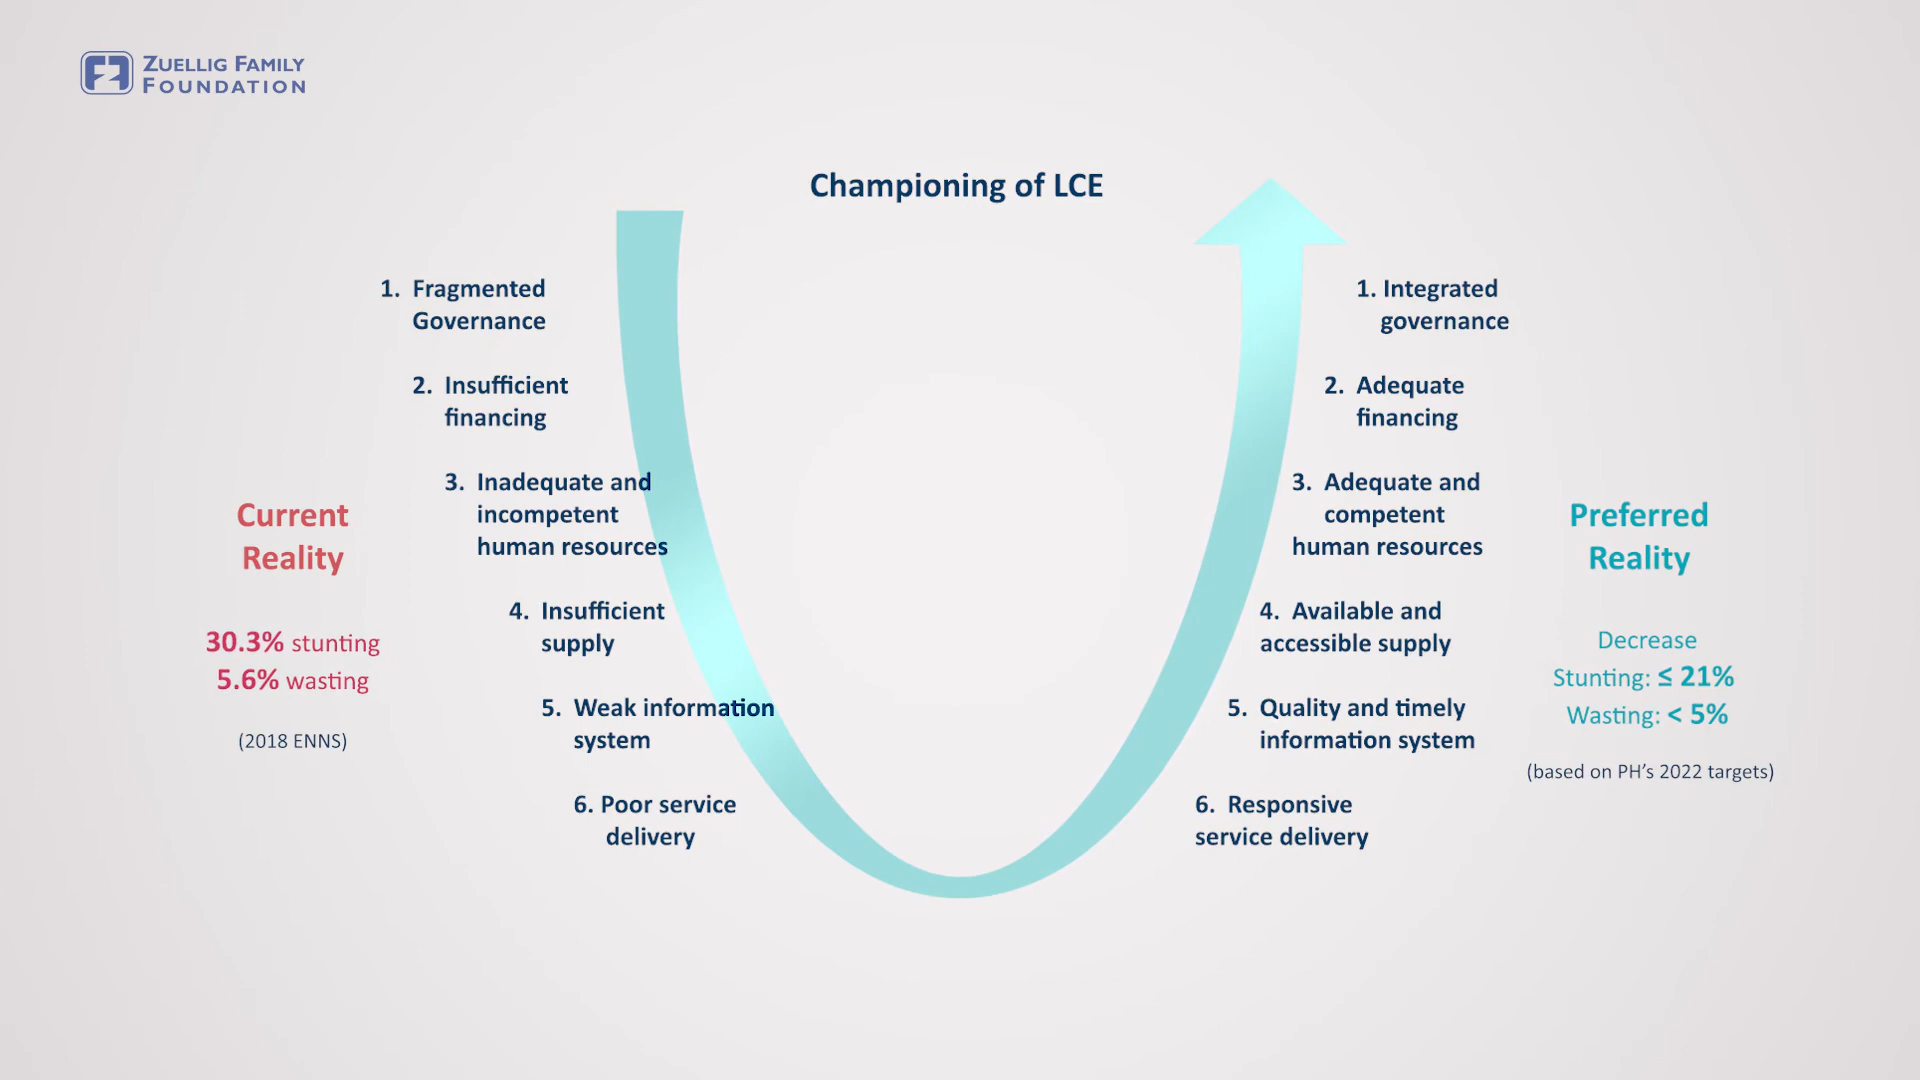 ZUELLIG FAMILY
FOUNDATION
Championing of LCE
Current
Reality
30.3% stunting
5.6% wasting
(2018 ENNS)
1. Fragmented
Governance
2. Insufficient
financing
3. Inadequate and
incompetent
human resources
4. Insufficient
supply
5. Weak information
system
6. Poor service
delivery
1. Integrated
governance
2. Adequate
financing
3. Adequate and
competent
human resources
4. Available and
accessible supply
5. Quality and timely
information system
6. Responsive
service delivery
Preferred
Reality
Decrease
Stunting: ≤ 21%
Wasting: < 5%
(based on PH’s 2022 targets)